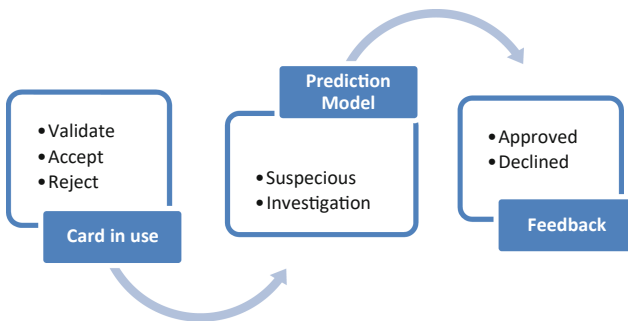 • Validate
• Accept
• Reject
Card in use
Prediction
Model
• Suspecious
• Investigation
• Approved
• Declined
Feedback